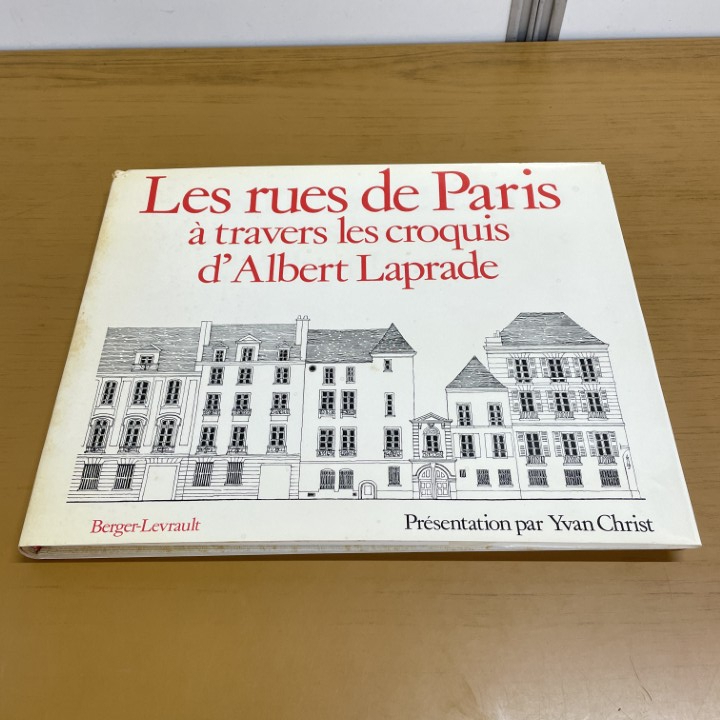 Les rues de Paris
à travers les croquis
d'Albert Laprade
Berger-Levrault
Présentation par Yvan Christ